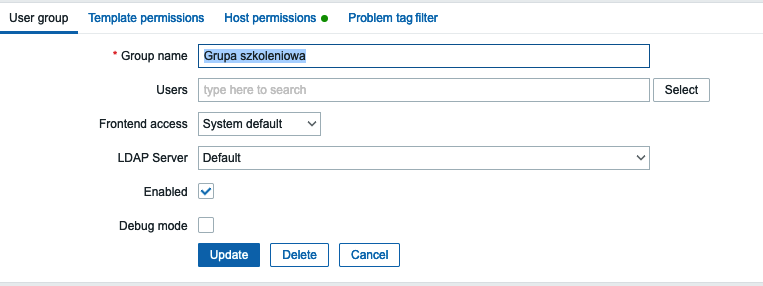 User group Template permissions Host permissions Problem tag filter
* Group name Grupa szkoleniowa
Users type here to search Select
Frontend access System default
LDAP Server Default
Enabled
Debug mode
Update Delete Cancel